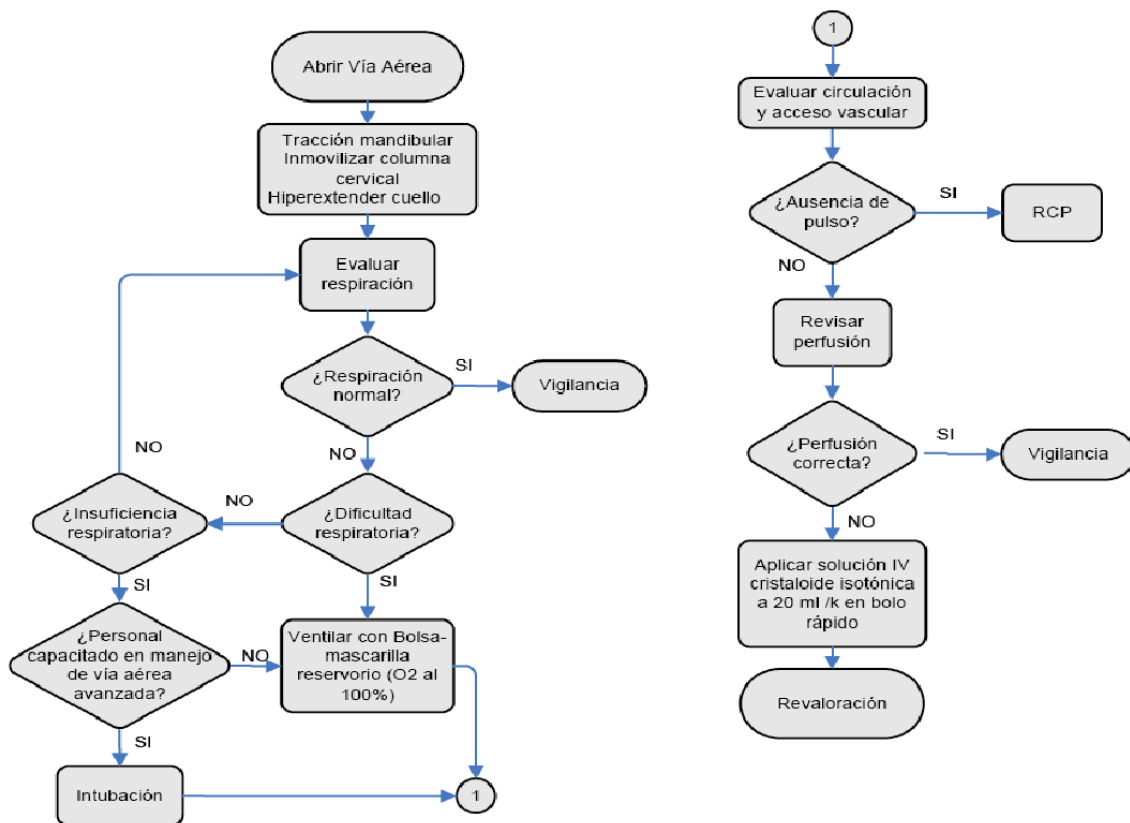 Abrir Vía Aérea
Tracción mandibular
Inmovilizar columna
cervical
Hiperextender cuello
Evaluar
respiración
¿Respiración
normal?
SI
Vigilancia
NO
¿Dificultad
respiratoria?
NO
¿Insuficiencia
respiratoria?
NO
SI
SI
¿Personal
capacitado en manejo
de vía aérea
avanzada?
NO
Ventilar con Bolsa-
mascarilla
reservorio (O2 al
100%)
SI
Intubación
1
1
Evaluar circulación
y acceso vascular
¿Ausencia de
pulso?
SI
RCP
NO
Revisar
perfusión
¿Perfusión
correcta?
SI
Vigilancia
NO
Aplicar solución IV
cristaloide isotónica
a 20 ml /k en bolo
rápido
Revaloración